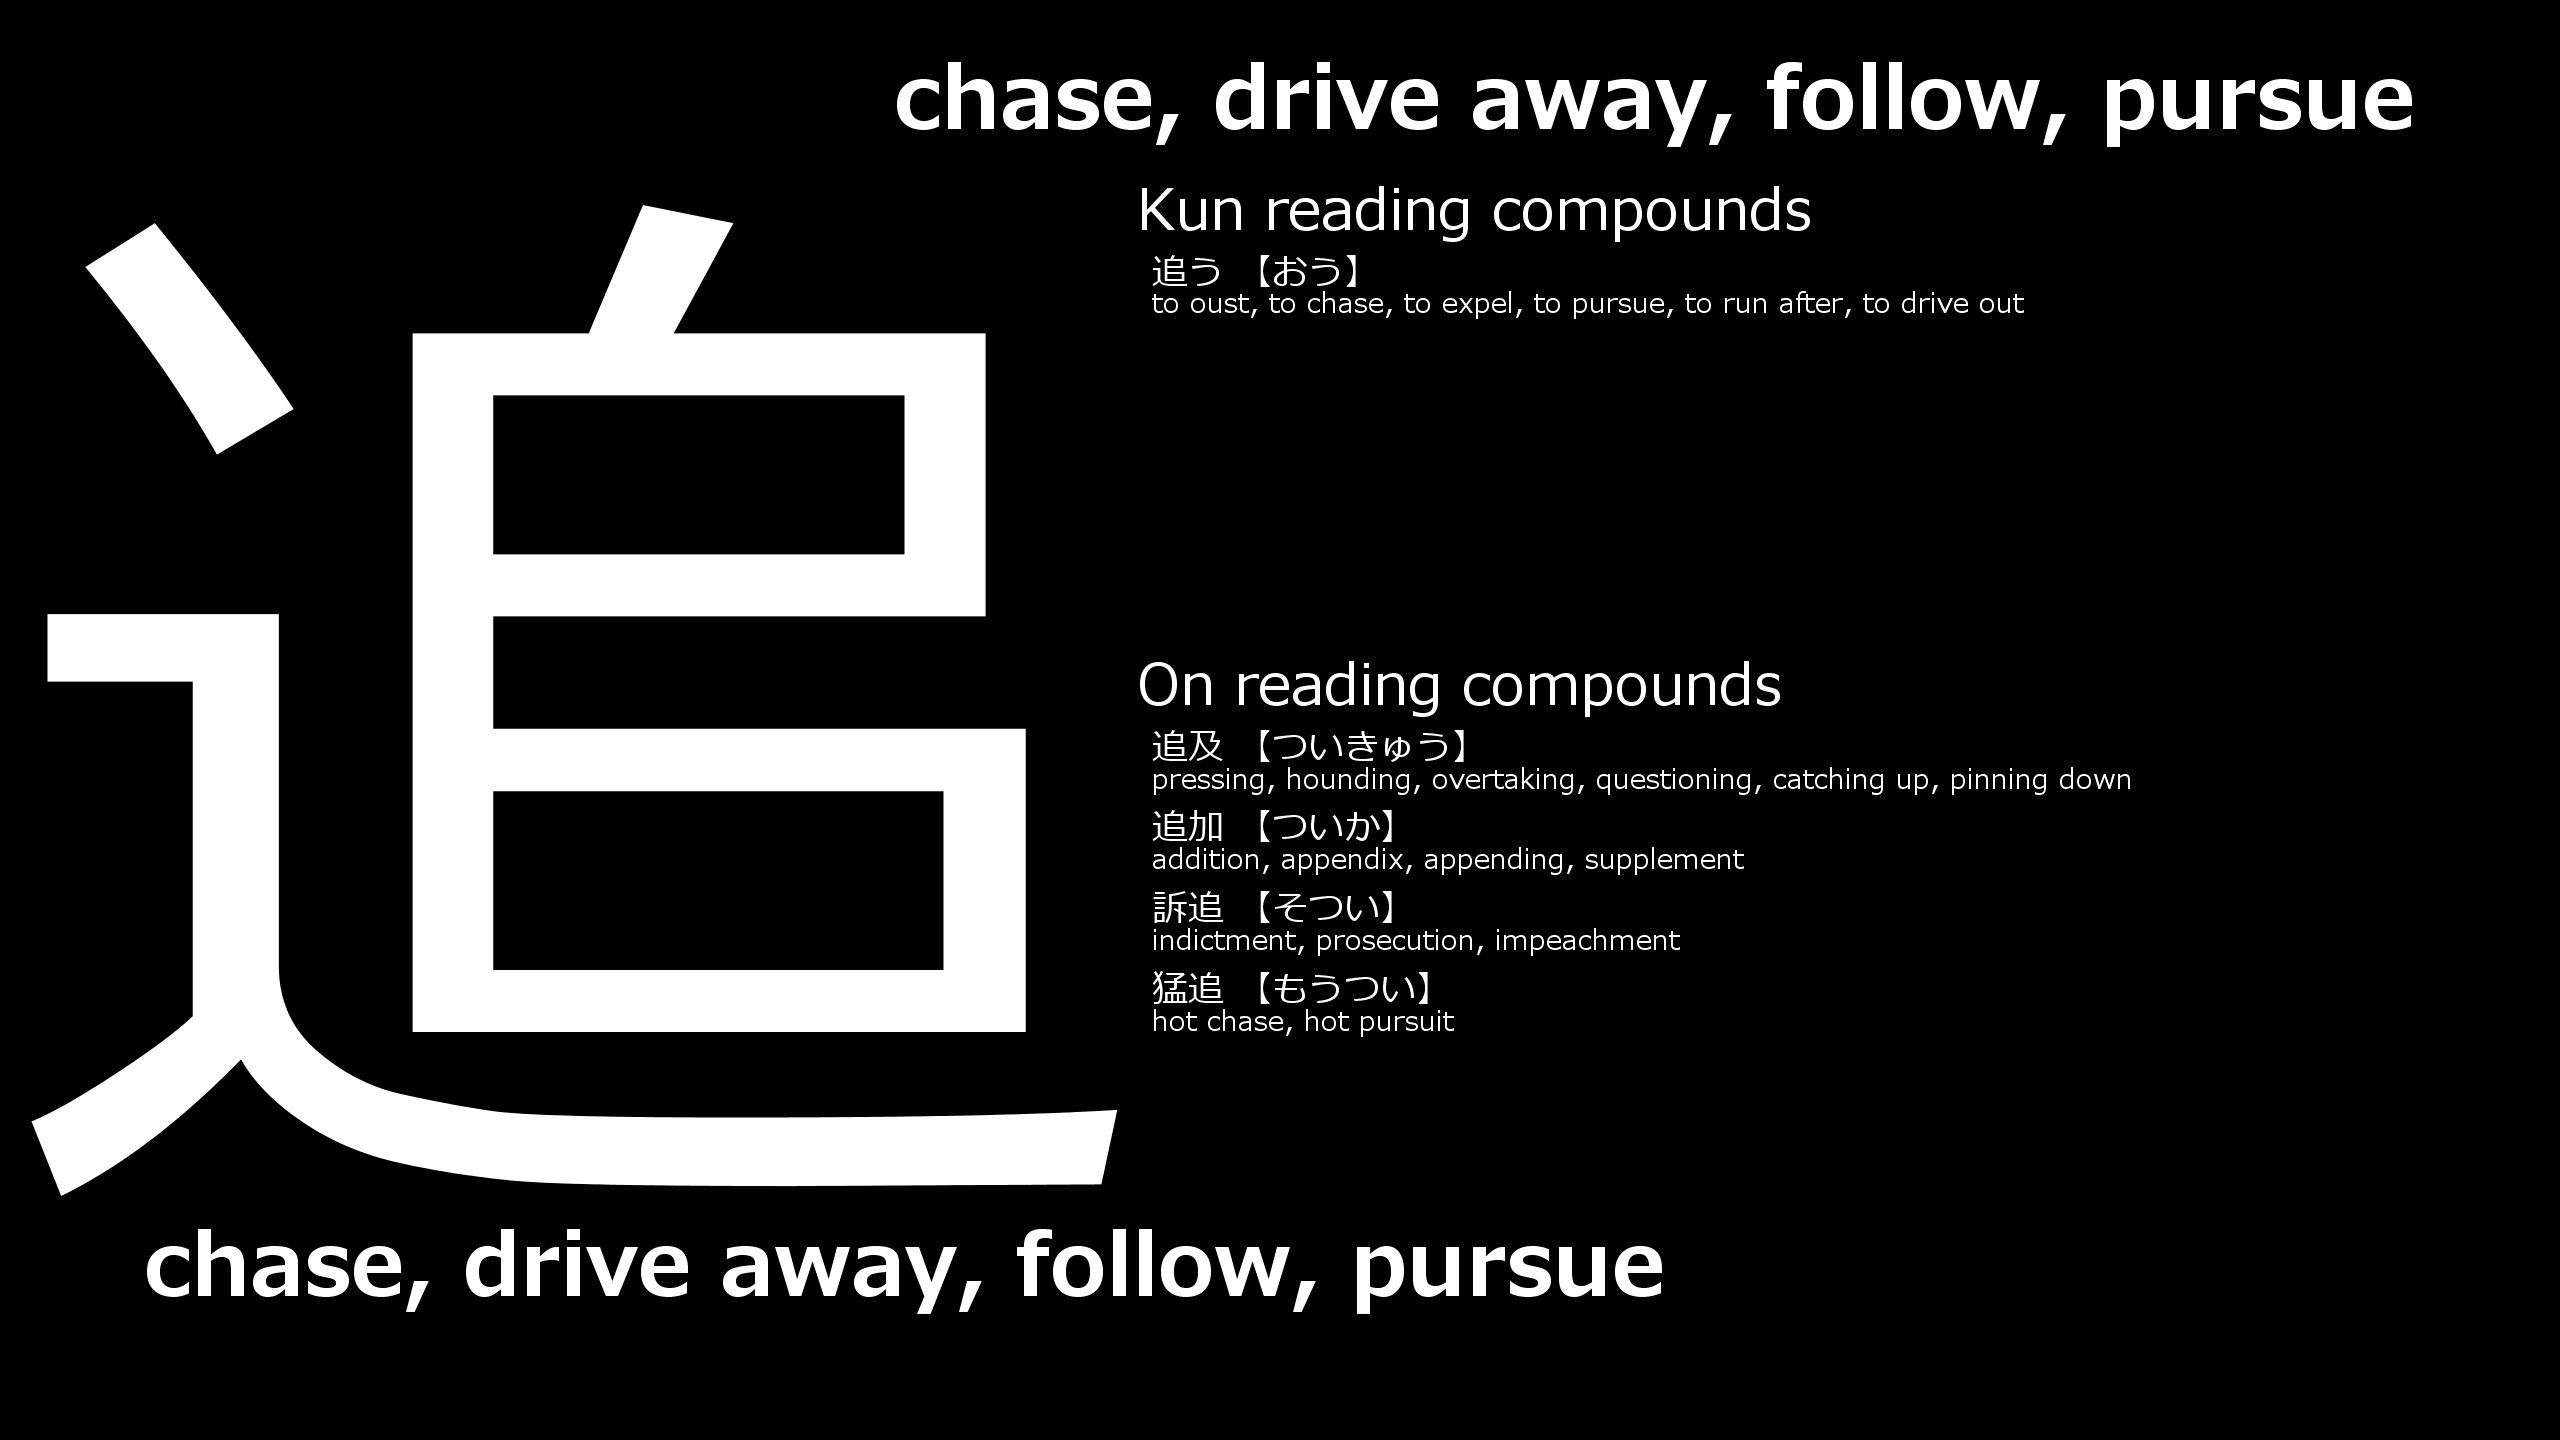 chase, drive away, follow, pursue
追
Kun reading compounds
追う 【おう】
to oust, to chase, to expel, to pursue, to run after, to drive out
On reading compounds
追及 【ついきゅう】
pressing, hounding, overtaking, questioning, catching up, pinning down
追加 【ついか】
addition, appendix, appending, supplement
訴追 【そつい】
indictment, prosecution, impeachment
猛追 【もうつい】
hot chase, hot pursuit
chase, drive away, follow, pursue